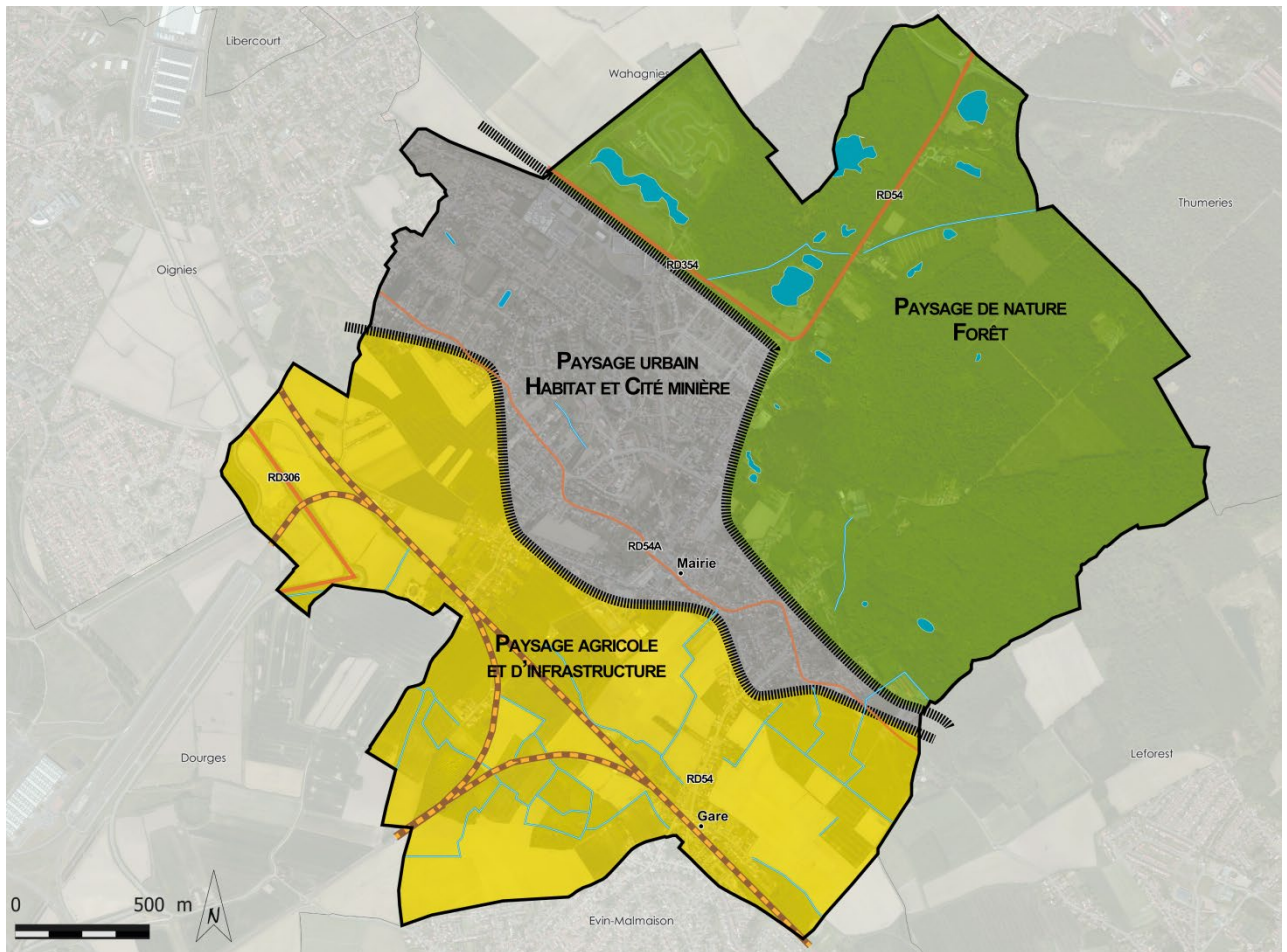 Libercourt
Wahagnies
RD54
Thumeries
Oignies
RD354
PAYSAGE DE NATURE
FORÊT
PAYSAGE URBAIN
HABITAT ET CITÉ MINIÈRE
RD306
RD54A
Mairie
PAYSAGE AGRICOLE
ET D'INFRASTRUCTURE
Dourges
Leforest
RD54
Gare
0 500 m
N
Evin-Malmaison